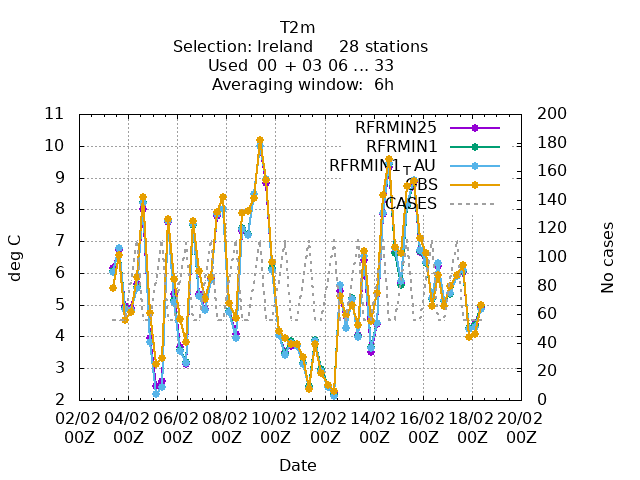 T2m
Selection: Ireland 28 stations
Used 00 + 03 06 ... 33
Averaging window: 6h
11 200
10 180
9 160
8 140
7 120
6 100
5 80
4 60
3 40
2 20
0
RFRMIN25
RFRMIN1
RFRMIN1_AU
OBS
CASES
deg C
No cases
02/02 04/02 06/02 08/02 10/02 12/02 14/02 16/02 18/02 20/02
00Z 00Z 00Z 00Z 00Z 00Z 00Z 00Z 00Z 00Z
Date